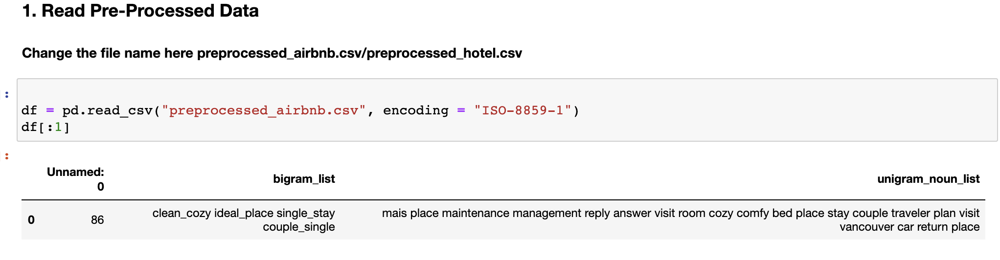 1. Read Pre-Processed Data
Change the file name here preprocessed_airbnb.csv/preprocessed_hotel.csv
:
df = pd.read_csv("preprocessed_airbnb.csv", encoding = "ISO-8859-1")
df[:1]
:
Unnamed:
0
bigram_list
unigram_noun_list
0
86
clean_cozy ideal_place single_stay
couple_single
mais place maintenance management reply answer visit room cozy comfy bed place stay couple traveler plan visit
vancouver car return place